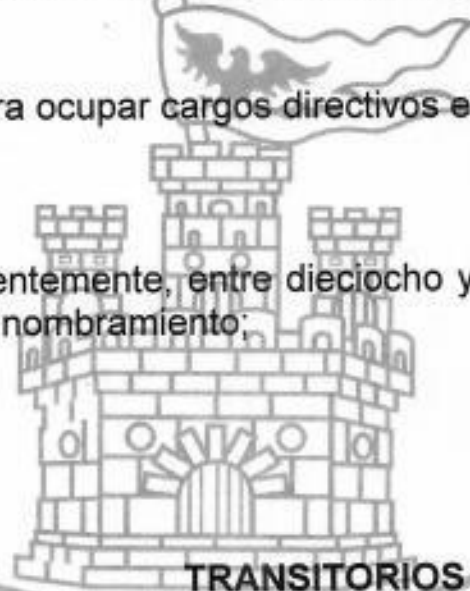 ra ocupar cargos directivos e
entemente, entre dieciocho y
nombramiento;
TRANSITORIOS